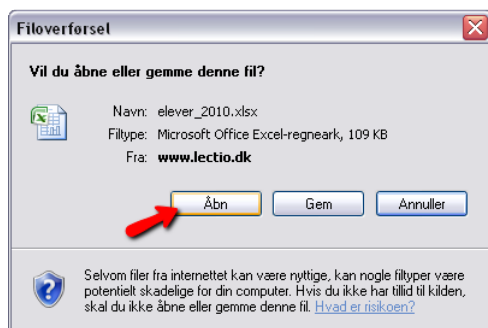 Filoverførsel
Vil du åbne eller gemme denne fil?
Navn: elever_2010.xlsx
Filtype: Microsoft Office Excel-regneark, 109 KB
Fra: www.lectio.dk
Åbn Gem Annuller
Selvom filer fra internettet kan være nyttige, kan nogle filtyper være
potentielt skadelige for din computer. Hvis du ikke har tillid til kilden,
skal du ikke åbne eller gemme denne fil. Hvad er risikoen?